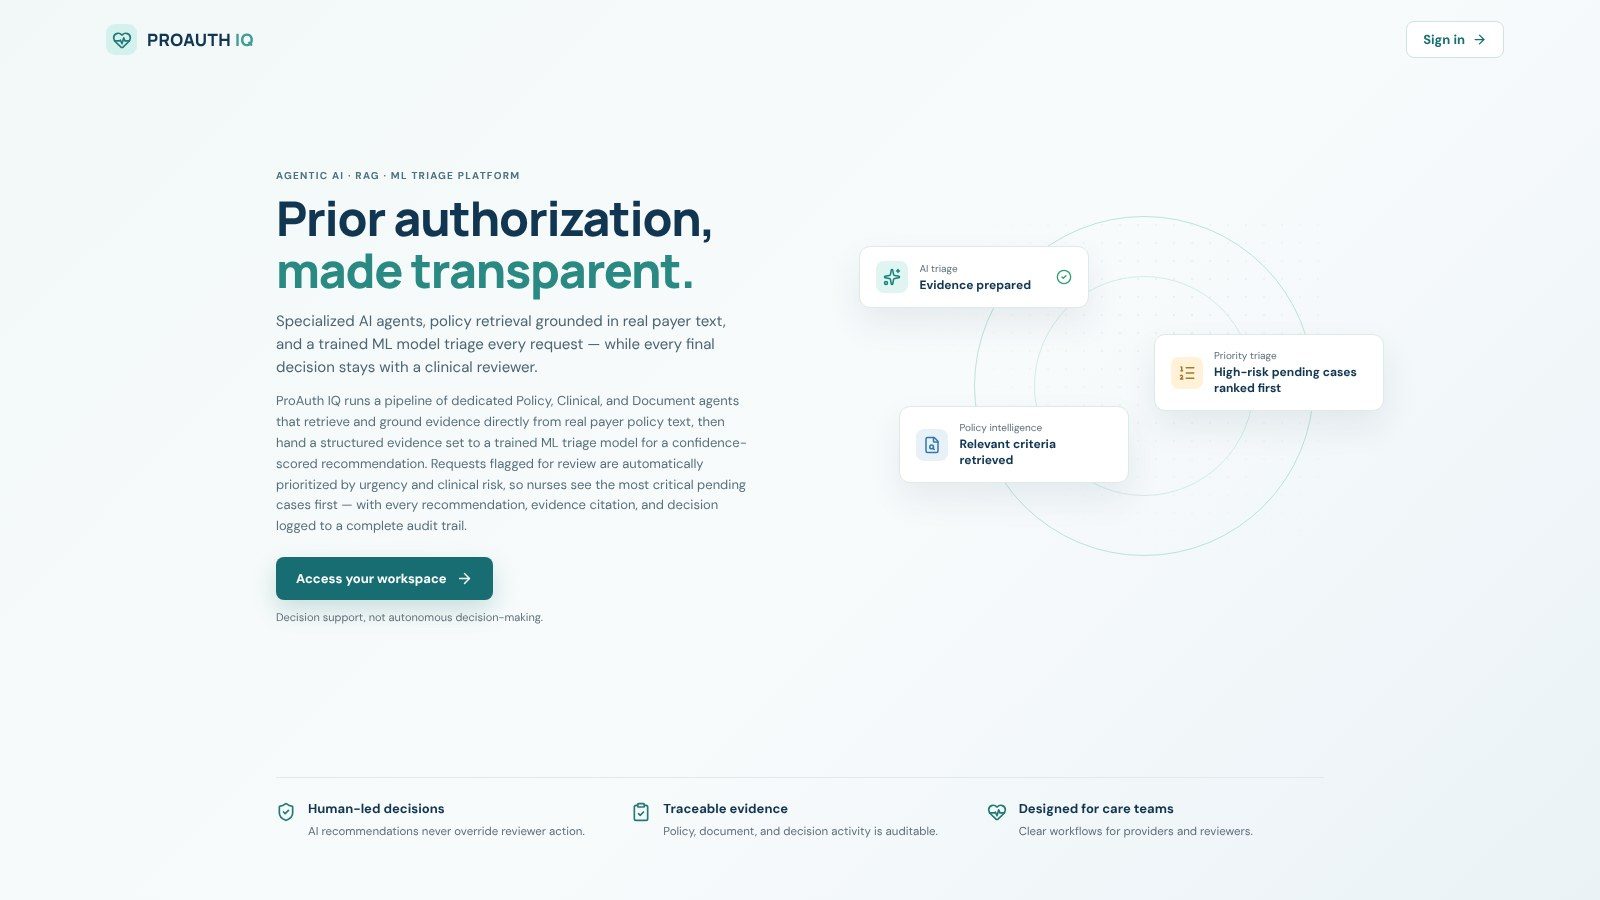 PROAUTH IQ
Sign in
AGENTIC AI · RAG · ML TRIAGE PLATFORM
Prior authorization,
made transparent.
Specialized AI agents, policy retrieval grounded in real payer text,
and a trained ML model triage every request — while every final
decision stays with a clinical reviewer.
ProAuth IQ runs a pipeline of dedicated Policy, Clinical, and Document agents
that retrieve and ground evidence directly from real payer policy text, then
hand a structured evidence set to a trained ML triage model for a confidence-
scored recommendation. Requests flagged for review are automatically
prioritized by urgency and clinical risk, so nurses see the most critical pending
cases first — with every recommendation, evidence citation, and decision
logged to a complete audit trail.
Access your workspace
Decision support, not autonomous decision-making.
AI triage
Evidence prepared
Priority triage
High-risk pending cases
ranked first
Policy intelligence
Relevant criteria
retrieved
Human-led decisions
AI recommendations never override reviewer action.
Traceable evidence
Policy, document, and decision activity is auditable.
Designed for care teams
Clear workflows for providers and reviewers.